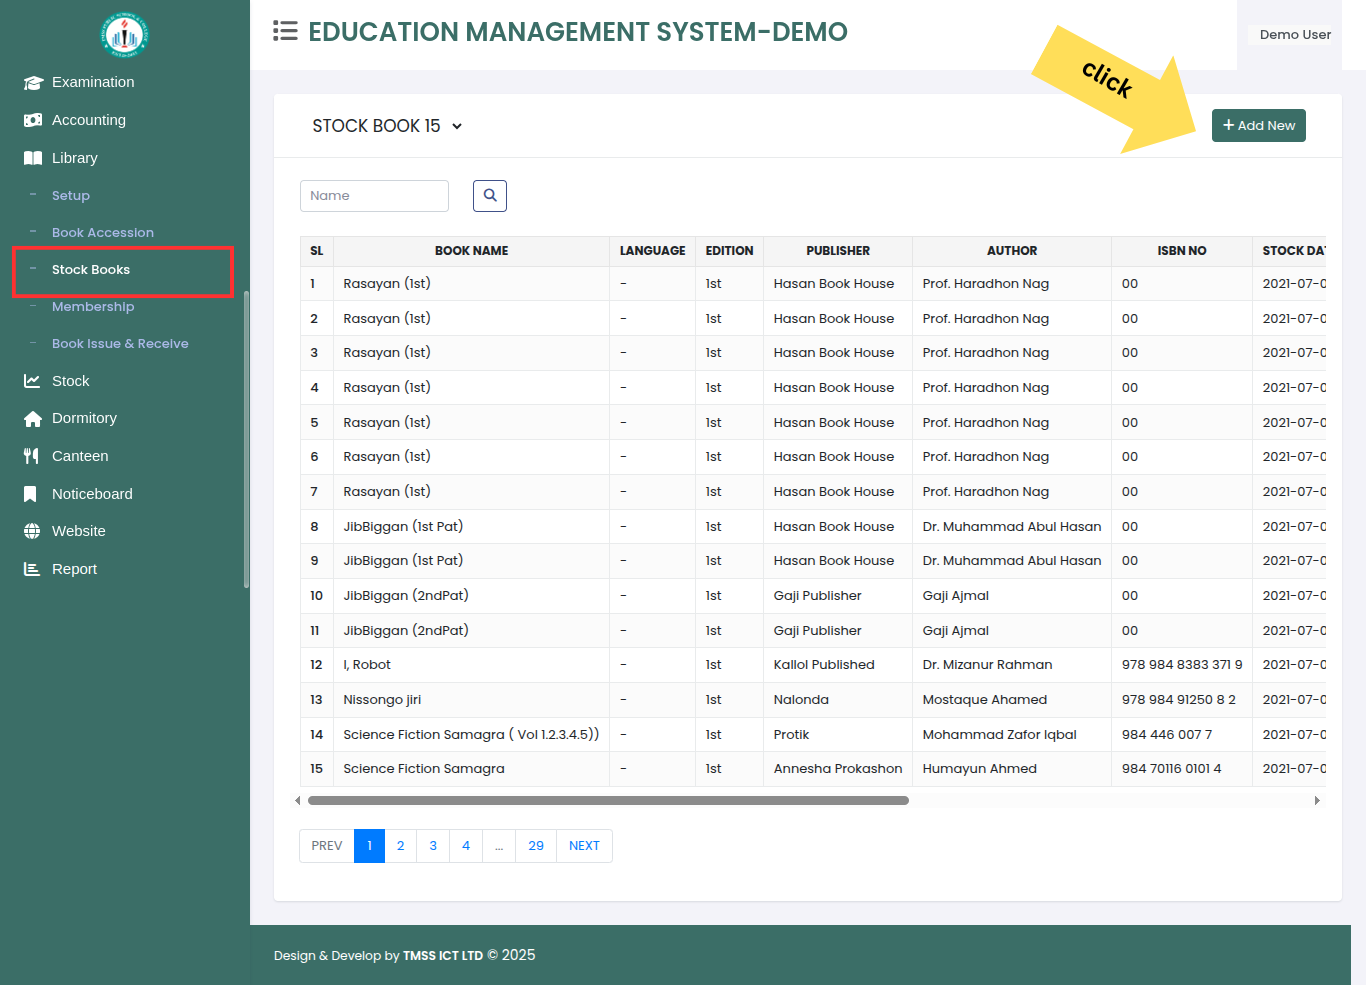 EDUCATION MANAGEMENT SYSTEM-DEMO
Demo User
Examination
Accounting
Library
- Setup
- Book Accession
- Stock Books
- Membership
- Book Issue & Receive
Stock
Dormitory
Canteen
Noticeboard
Website
Report
click
STOCK BOOK 15
+ Add New
Name
SL BOOK NAME LANGUAGE EDITION PUBLISHER AUTHOR ISBN NO STOCK DAT
1 Rasayan (1st) - 1st Hasan Book House Prof. Haradhon Nag 00 2021-07-0
2 Rasayan (1st) - 1st Hasan Book House Prof. Haradhon Nag 00 2021-07-0
3 Rasayan (1st) - 1st Hasan Book House Prof. Haradhon Nag 00 2021-07-0
4 Rasayan (1st) - 1st Hasan Book House Prof. Haradhon Nag 00 2021-07-0
5 Rasayan (1st) - 1st Hasan Book House Prof. Haradhon Nag 00 2021-07-0
6 Rasayan (1st) - 1st Hasan Book House Prof. Haradhon Nag 00 2021-07-0
7 Rasayan (1st) - 1st Hasan Book House Prof. Haradhon Nag 00 2021-07-0
8 JibBiggan (1st Pat) - 1st Hasan Book House Dr. Muhammad Abul Hasan 00 2021-07-0
9 JibBiggan (1st Pat) - 1st Hasan Book House Dr. Muhammad Abul Hasan 00 2021-07-0
10 JibBiggan (2ndPat) - 1st Gaji Publisher Gaji Ajmal 00 2021-07-0
11 JibBiggan (2ndPat) - 1st Gaji Publisher Gaji Ajmal 00 2021-07-0
12 I, Robot - 1st Kallol Published Dr. Mizanur Rahman 978 984 8383 371 9 2021-07-0
13 Nissongo jiri - 1st Nalonda Mostaque Ahamed 978 984 91250 8 2 2021-07-0
14 Science Fiction Samagra ( Vol 1.2.3.4.5)) - 1st Protik Mohammad Zafor Iqbal 984 446 007 7 2021-07-0
15 Science Fiction Samagra - 1st Annesha Prokashon Humayun Ahmed 984 70116 0101 4 2021-07-0
PREV 1 2 3 4 ... 29 NEXT
Design & Develop by TMSS ICT LTD © 2025